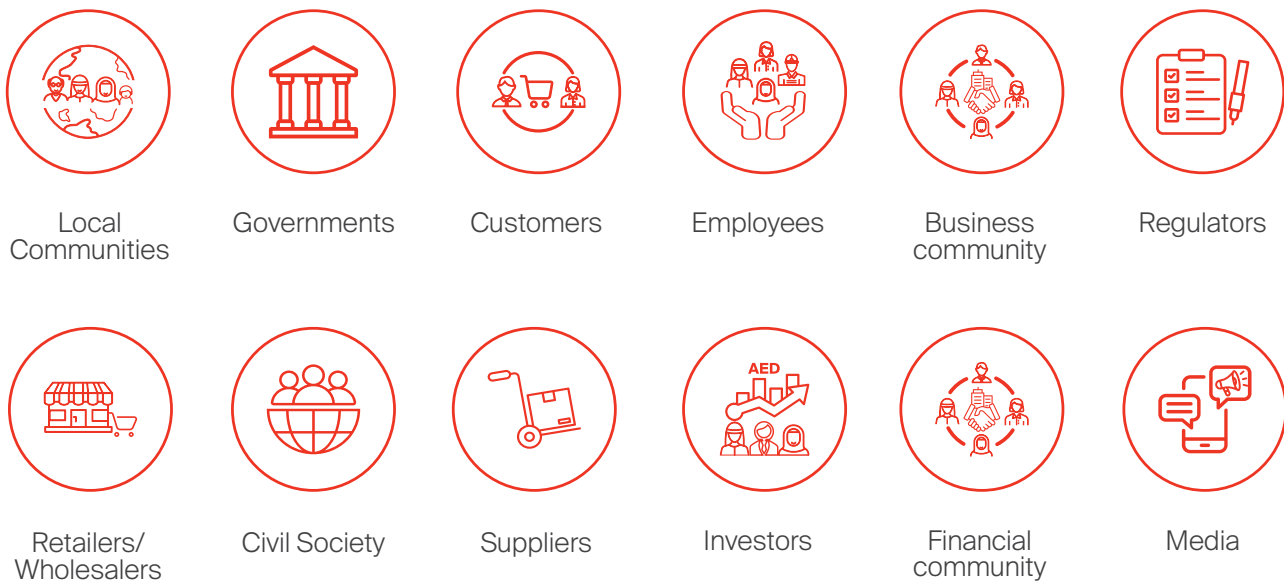 Local
Communities
Governments
Customers
Employees
Business
community
Regulators
AED
Retailers/
Wholesalers
Civil Society
Suppliers
Investors
Financial
community
Media